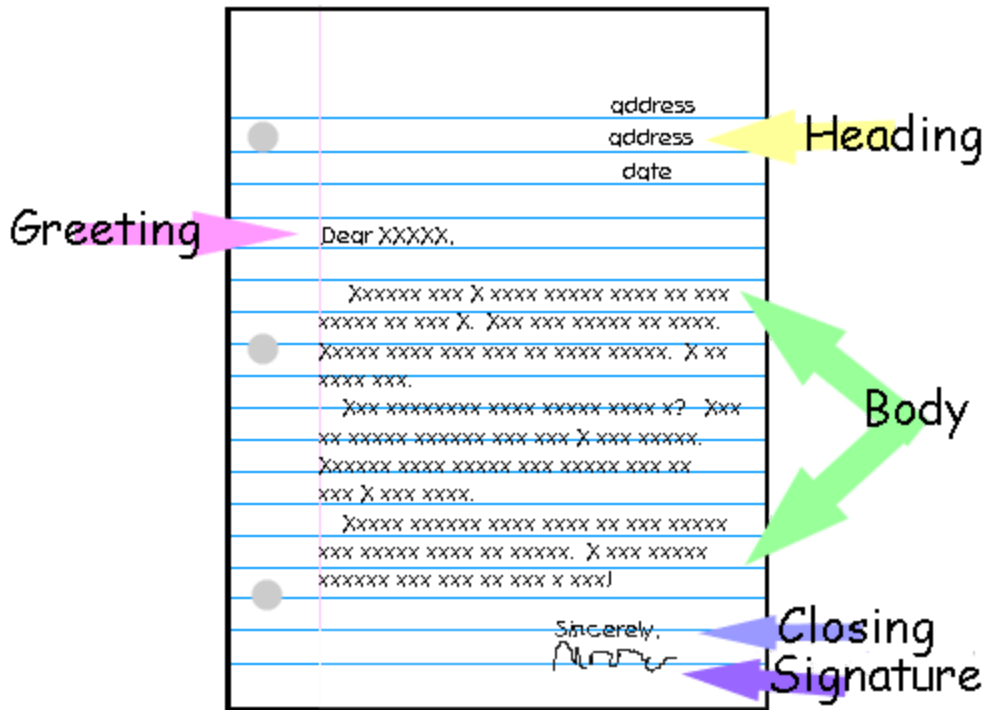 address
address
Heading
date
Greeting
Dear XXXXX,
Xxxxxx xxx X xxxx xxxxx xxxx xx xxx
xxxxx xx xxx X. Xxx xxx xxxxx xx xxxx.
Xxxxx xxxx xxx xxx xx xxxx xxxxx. X xx
xxxx xxx.
Xxx xxxxxxxx xxxx xxxxx xxxx x? Xxx
xx xxxxx xxxxxx xxx xxx X xxx xxxxx.
Xxxxxx xxxx xxxxx xxx xxxxx xxx xx
xxx X xxx xxxx.
Xxxxx xxxxxx xxxx xxxx xx xxx xxxxx
xxx xxxxx xxxx xx xxxxx. X xxx xxxxx
xxxxxx xxx xxx xx xxx x xxx!
Body
Sincerely,
Closing
Signature